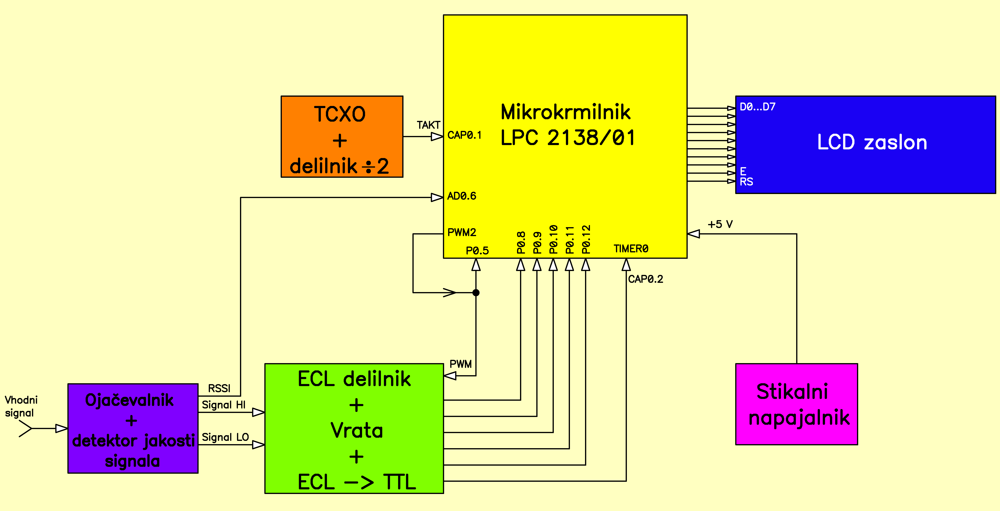 Mikrokrmilnik
LPC 2138/01
TCXO
+
delilnik÷2
TAKT
CAP0.1
AD0.6
PWM2
P0.5
P0.8
P0.9
P0.10
P0.11
P0.12
TIMER0
CAP0.2
D0...D7
E
RS
LCD zaslon
+5 V
Stikalni
napajalnik
PWM
ECL delilnik
+
Vrata
+
ECL -> TTL
RSSI
Signal HI
Signal LO
Vhodni
signal
Ojačevalnik
+
detektor jakosti
signala